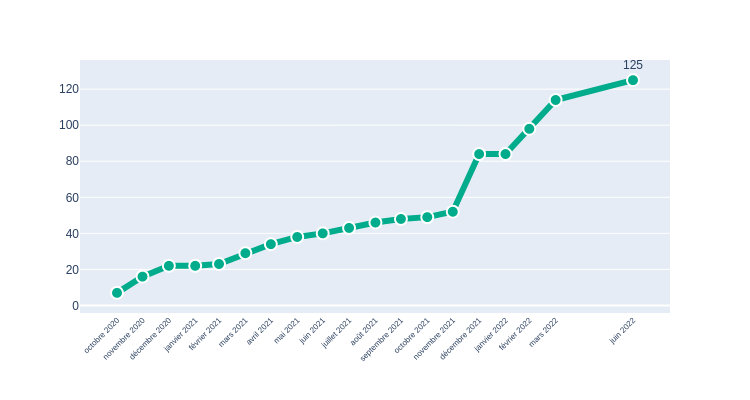 125
120
100
80
60
40
20
0
octobre 2020
novembre 2020
décembre 2020
janvier 2021
février 2021
mars 2021
avril 2021
mai 2021
juin 2021
juillet 2021
août 2021
septembre 2021
octobre 2021
novembre 2021
décembre 2021
janvier 2022
février 2022
mars 2022
juin 2022